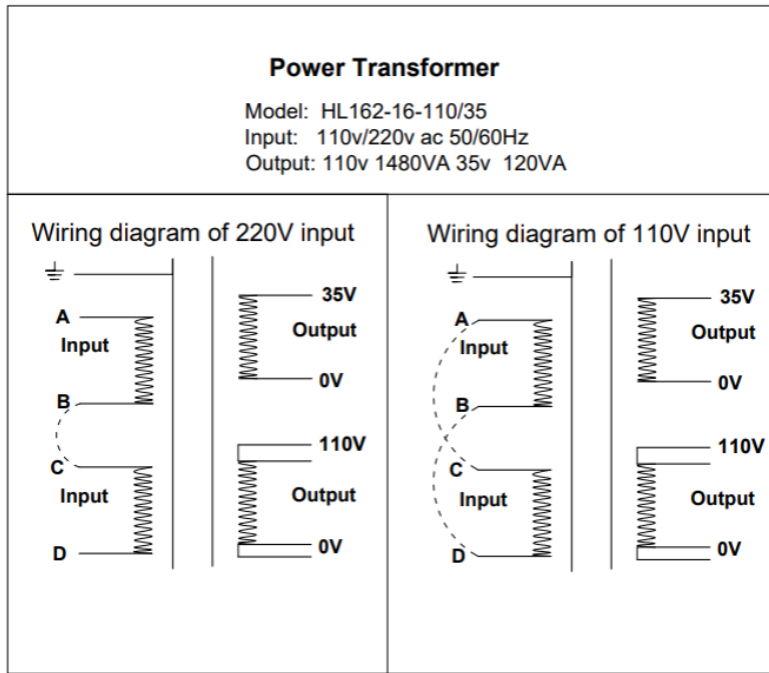 Power Transformer
Model: HL162-16-110/35
Input: 110v/220v ac 50/60Hz
Output: 110v 1480VA 35v 120VA
Wiring diagram of 220V input
A
Input
B
C
Input
D
35V
Output
0V
110V
Output
0V
Wiring diagram of 110V input
A
Input
B
C
Input
D
35V
Output
0V
110V
Output
0V